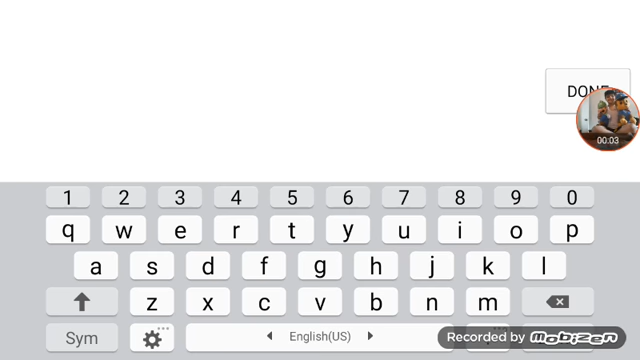 DONE
00:03
1 2 3 4 5 6 7 8 9 0
q w e r t y u i o p
a s d f g h j k l
z x c v b n m
Sym English(US)
Recorded by mobizen